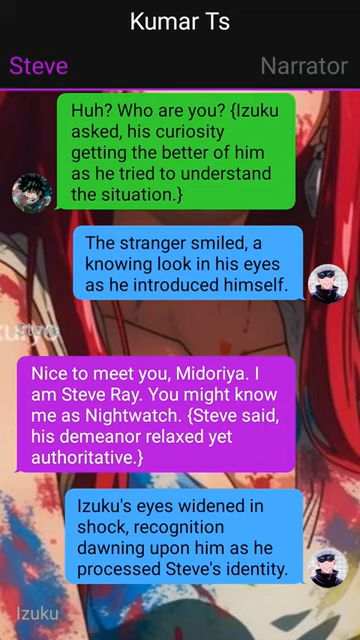 Kumar Ts
Steve
Narrator
Huh? Who are you? {Izuku
asked, his curiosity
getting the better of him
as he tried to understand
the situation.}
The stranger smiled, a
knowing look in his eyes
as he introduced himself.
Nice to meet you, Midoriya. I
am Steve Ray. You might know
me as Nightwatch. {Steve said,
his demeanor relaxed yet
authoritative.}
Izuku's eyes widened in
shock, recognition
dawning upon him as he
processed Steve's identity.
Izuku